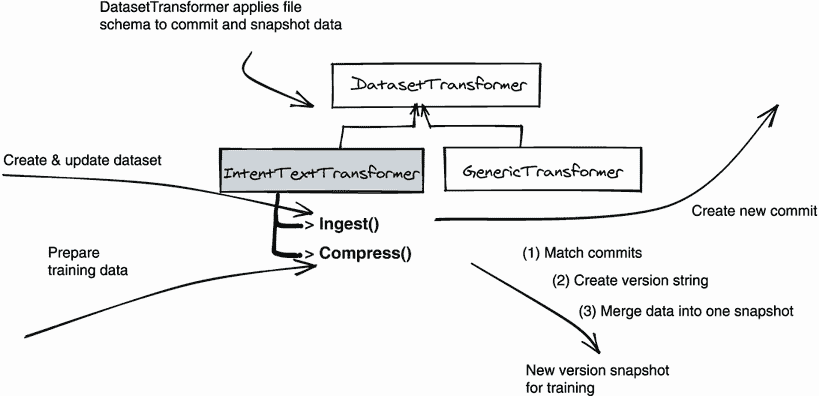 DatasetTransformer applies file
schema to commit and snapshot data
DatasetTransformer
Create & update dataset
IntentTextTransformer
GenericTransformer
> Ingest()
Create new commit
> Compress()
Prepare
training data
(1) Match commits
(2) Create version string
(3) Merge data into one snapshot
New version snapshot
for training